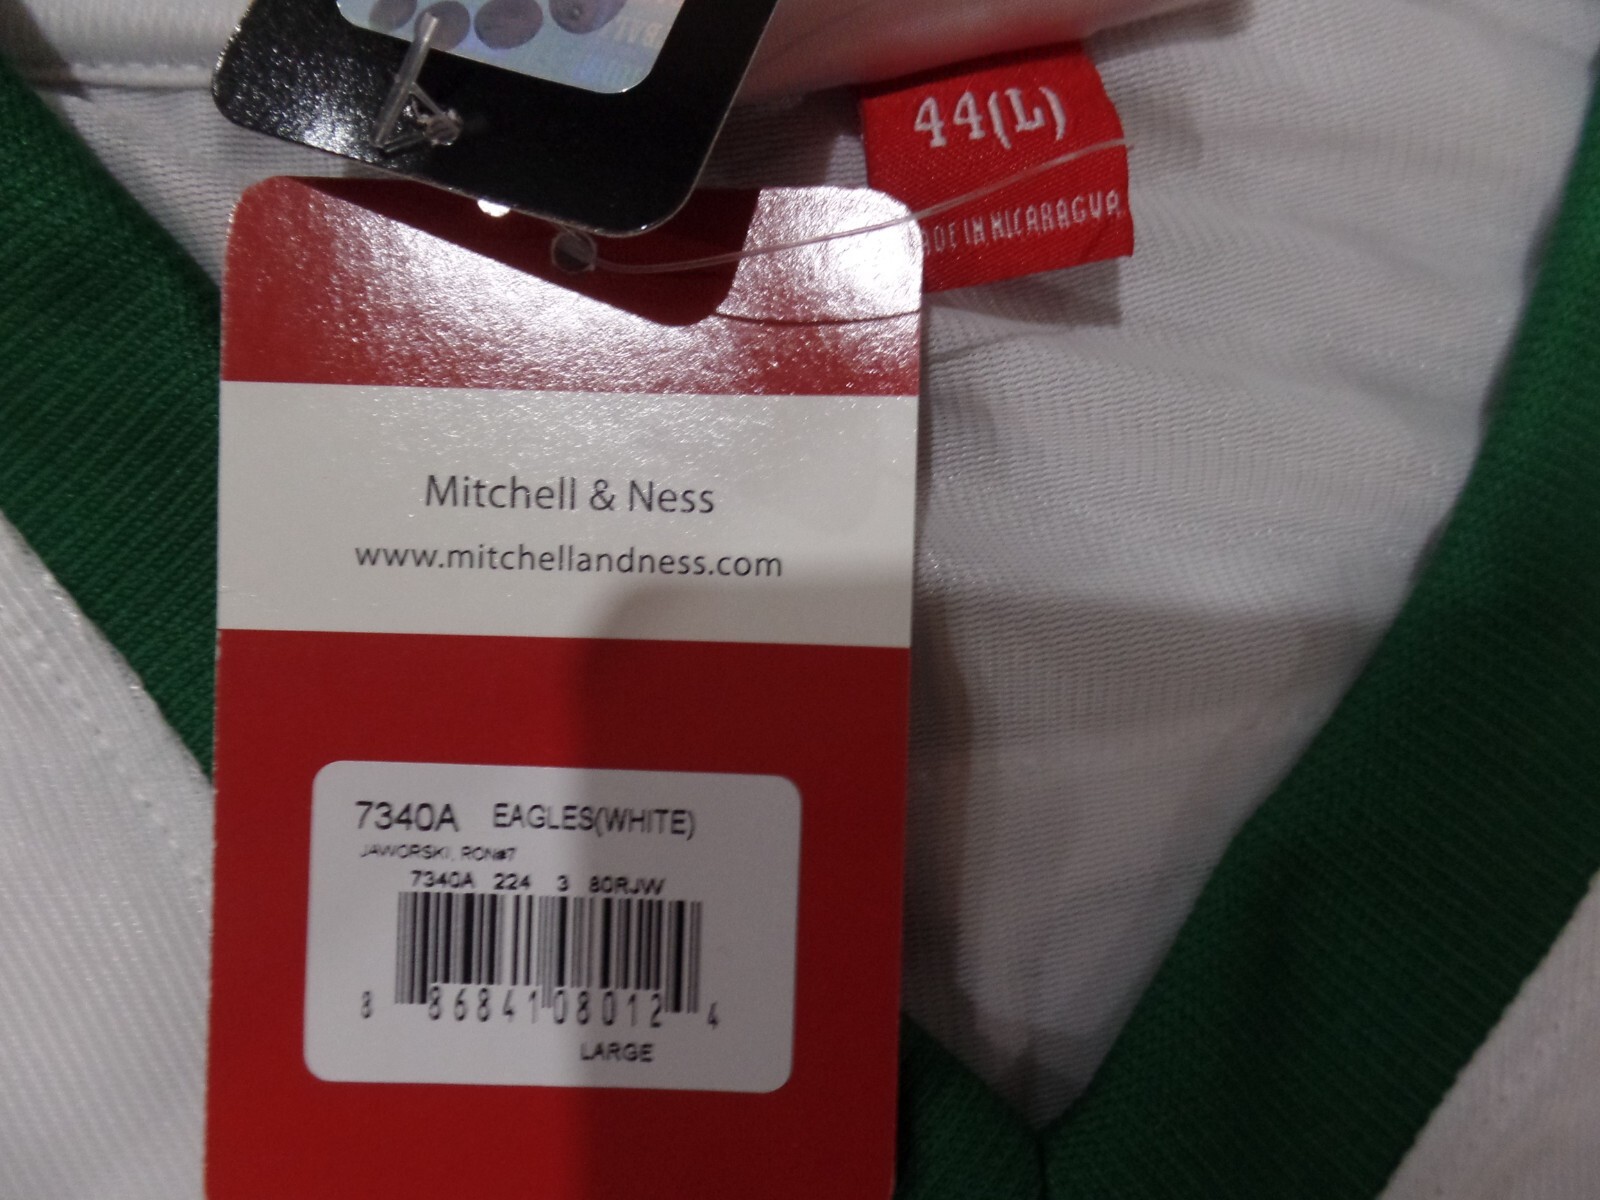 44(L)
MADE IN NICARAGUA
Mitchell & Ness
www.mitchellandness.com
7340A EAGLES(WHITE)
JAWORSKI, RON#7
7340A 224 3 80RJW
8 86841 08012 4
LARGE